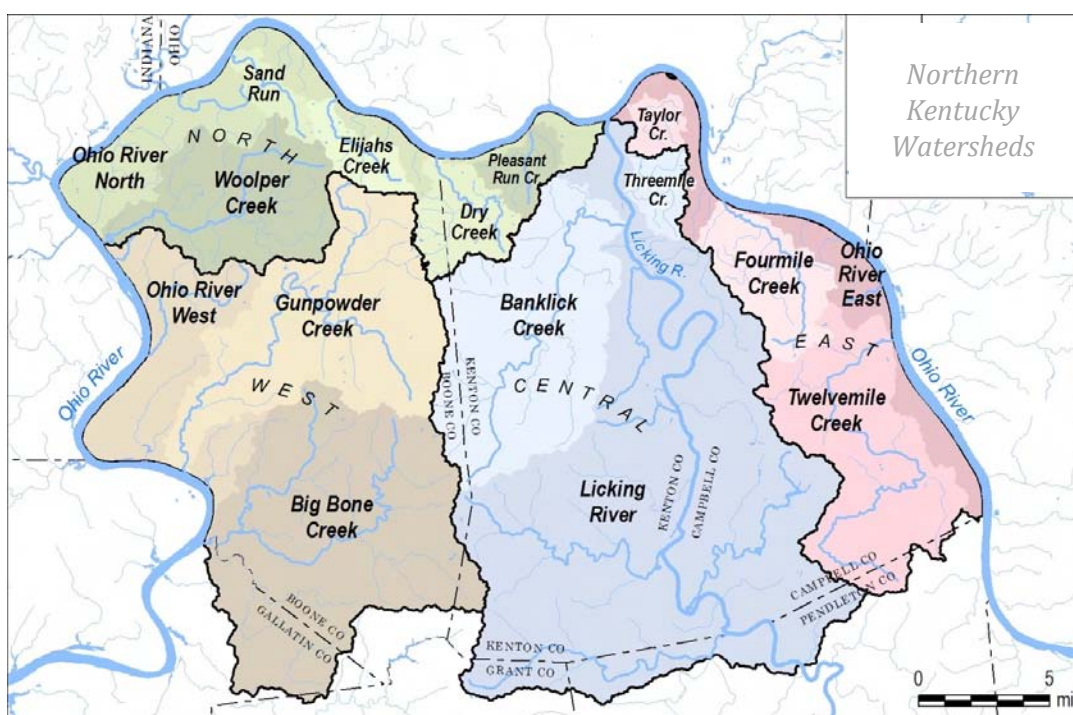 INDIANA
OHIO
Northern
Kentucky
Watersheds
Sand
Run
NORTH
Ohio River
North
Woolper
Creek
Elijahs
Creek
Pleasant
Run Cr.
Dry
Creek
Taylor
Cr.
Threemile
Cr.
Licking R.
Ohio River
West
Gunpowder
Creek
Banklick
Creek
Fourmile
Creek
Ohio
River
East
EAST
Ohio River
WEST
BOONE CO
KENTON CO
CENTRAL
Twelvemile
Creek
Ohio River
Big Bone
Creek
Licking
River
KENTON CO
CAMPBELL CO
BOONE CO
GALLATIN CO
CAMPBELL CO
PENDLETON CO
KENTON CO
GRANT CO
0 5
mi